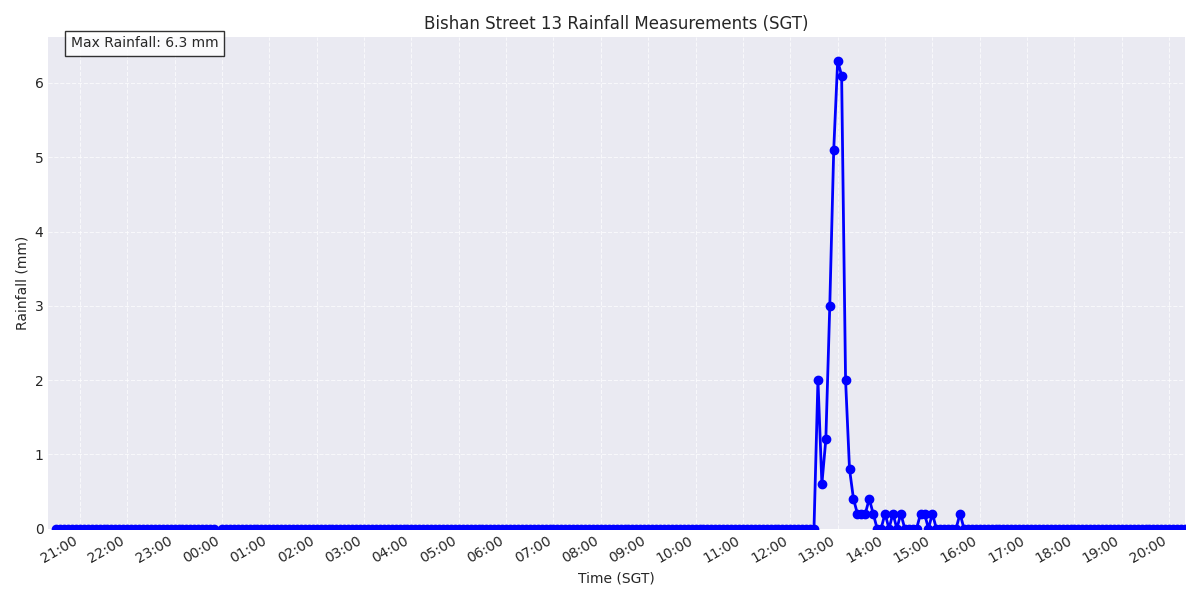 Bishan Street 13 Rainfall Measurements (SGT)
Max Rainfall: 6.3 mm
Rainfall (mm)
6
5
4
3
2
1
0
21:00 22:00 23:00 00:00 01:00 02:00 03:00 04:00 05:00 06:00 07:00 08:00 09:00 10:00 11:00 12:00 13:00 14:00 15:00 16:00 17:00 18:00 19:00 20:00
Time (SGT)